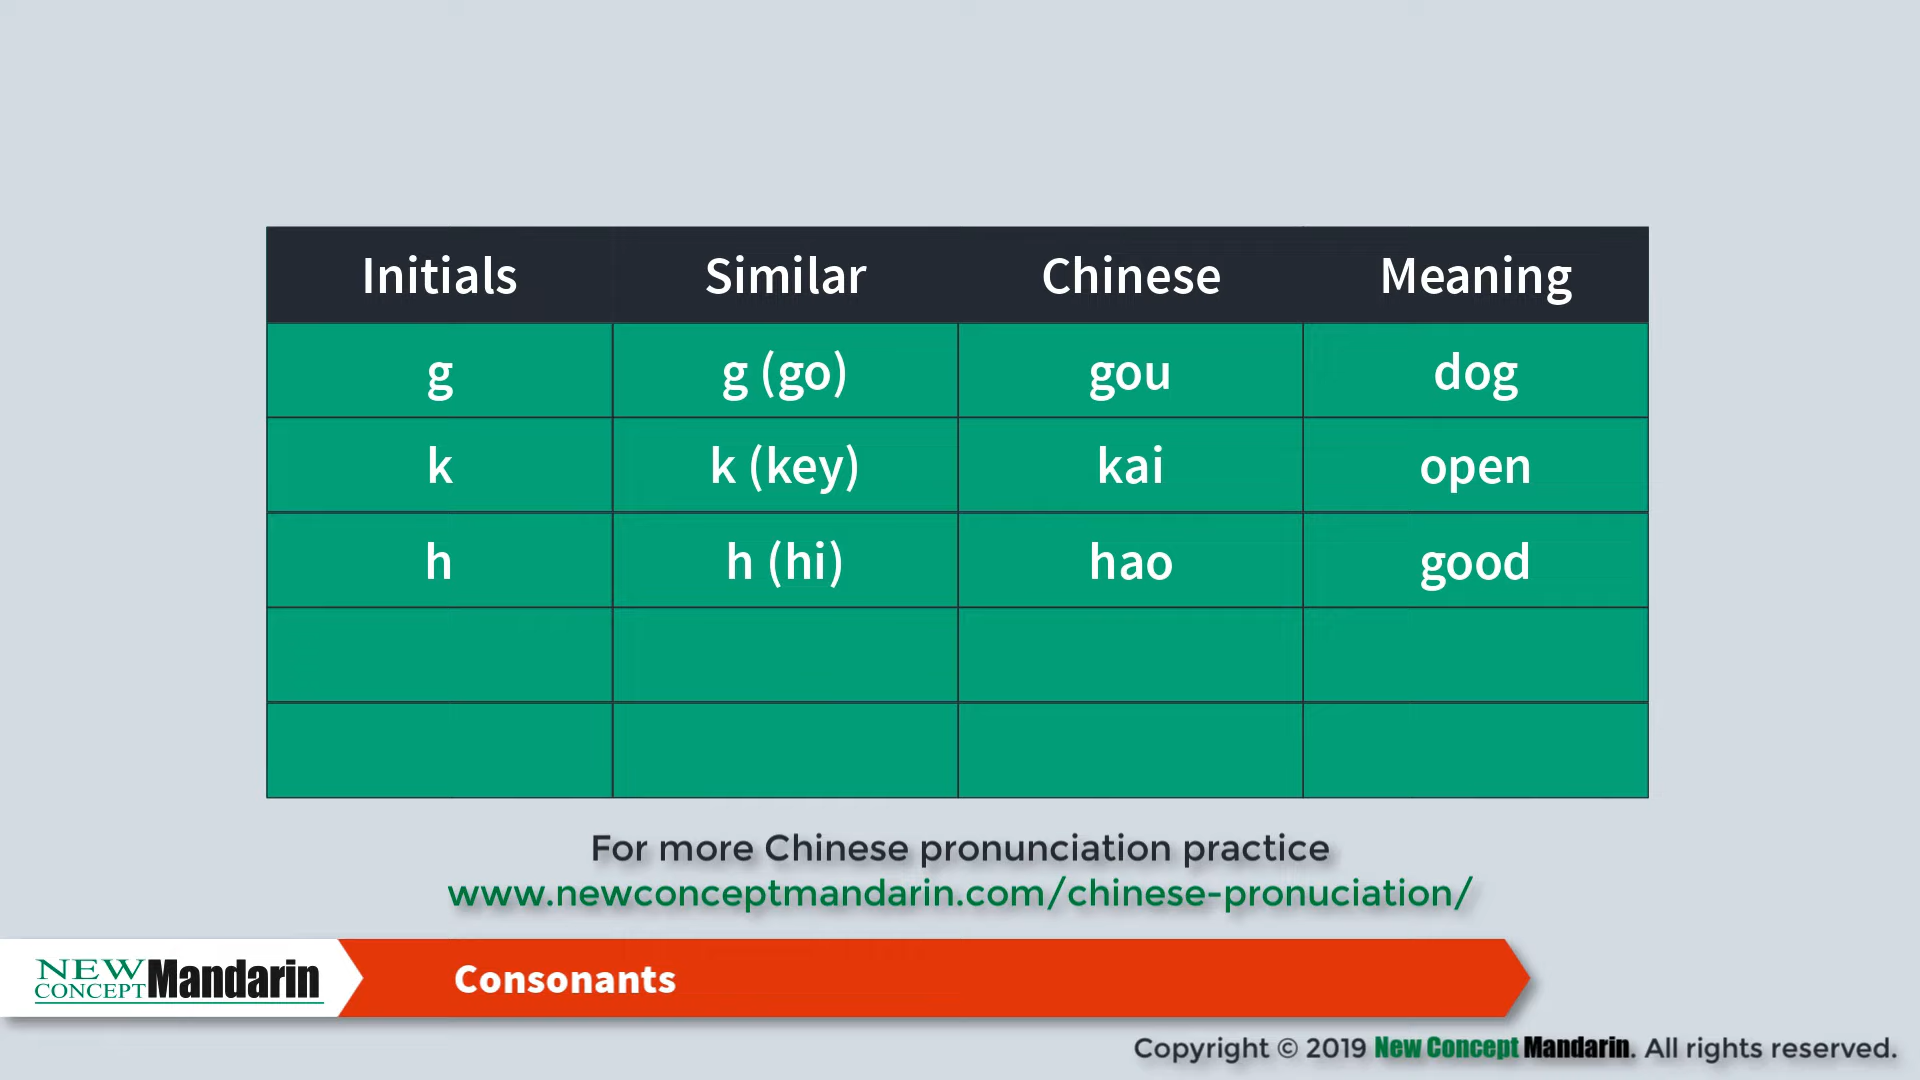 Initials Similar Chinese Meaning
g g (go) gou dog
k k (key) kai open
h h (hi) hao good
For more Chinese pronunciation practice
www.newconceptmandarin.com/chinese-pronuciation/
NEW CONCEPT Mandarin
Consonants
Copyright © 2019 New Concept Mandarin. All rights reserved.